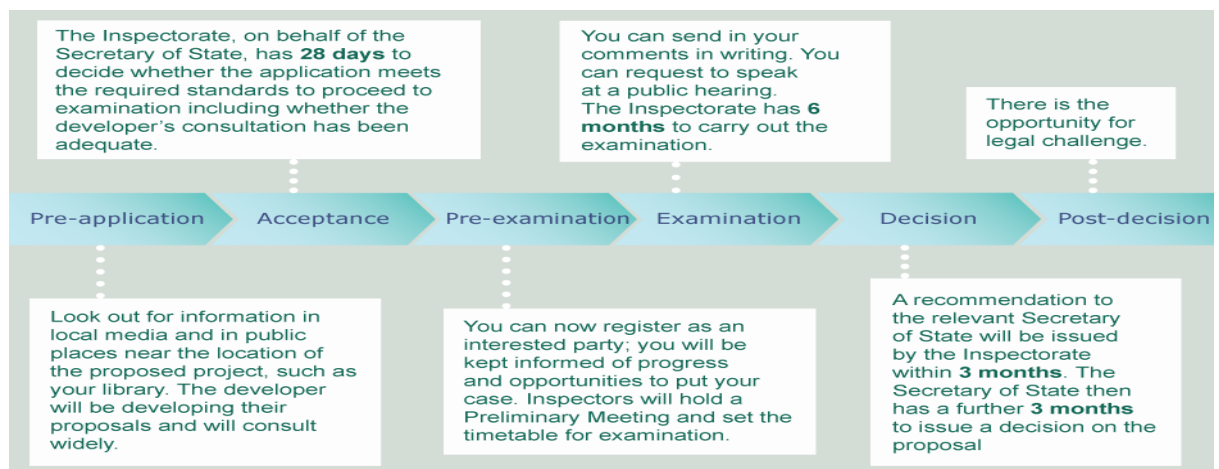 The Inspectorate, on behalf of the
Secretary of State, has 28 days to
decide whether the application meets
the required standards to proceed to
examination including whether the
developer's consultation has been
adequate.
You can send in your
comments in writing. You
can request to speak
at a public hearing.
The Inspectorate has 6
months to carry out the
examination.
There is the
opportunity for
legal challenge.
Pre-application
Acceptance
Pre-examination
Examination
Decision
Post-decision
Look out for information in
local media and in public
places near the location of
the proposed project, such as
your library. The developer
will be developing their
proposals and will consult
widely.
You can now register as an
interested party; you will be
kept informed of progress
and opportunities to put your
case. Inspectors will hold a
Preliminary Meeting and set the
timetable for examination.
A recommendation to
the relevant Secretary
of State will be issued
by the Inspectorate
within 3 months. The
Secretary of State then
has a further 3 months
to issue a decision on the
proposal